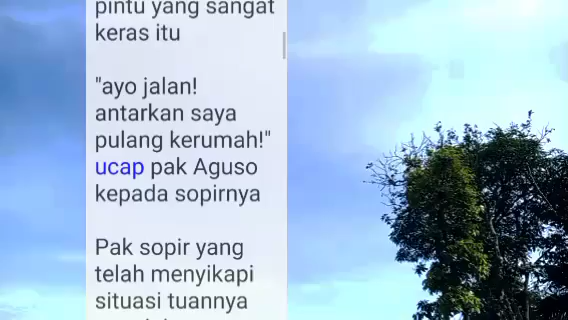 pintu yang sangat
keras itu
"ayo jalan!
antarkan saya
pulang kerumah!"
ucap pak Aguso
kepada sopirnya
Pak sopir yang
telah menyikapi
situasi tuannya